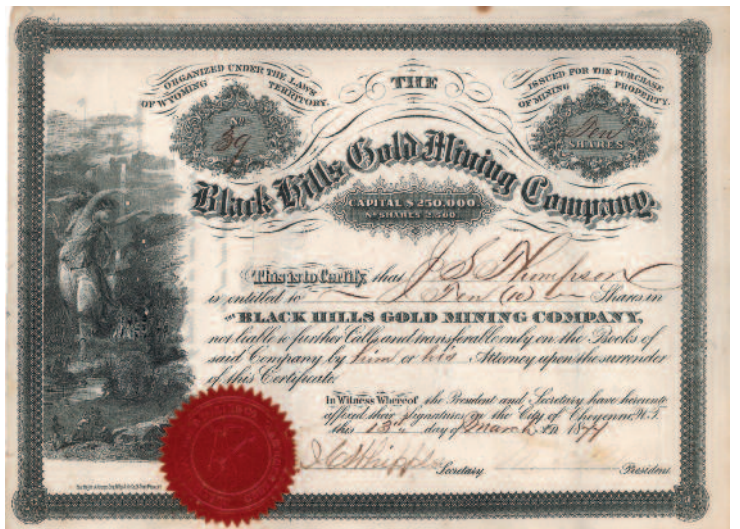 ORGANIZED UNDER THE LAWS
OF WYOMING TERRITORY.
THE
ISSUED FOR THE PURCHASE
OF MINING PROPERTY.
No
39
Ten
SHARES
Black Hills Gold Mining Company.
CAPITAL $250.000
No SHARES 2.500
This is to Certify, that J S Thompson
is entitled to Ten (10) Shares in
THE BLACK HILLS GOLD MINING COMPANY,
not liable to further Calls and transferable only on the Books of
said Company by him or his Attorney upon the surrender
of this Certificate.
In Witness Whereof the President and Secretary have hereunto
affixed their Signatures in the City of Cheyenne, W.T.
this 13th day of March A.D. 1877
Secretary. President.